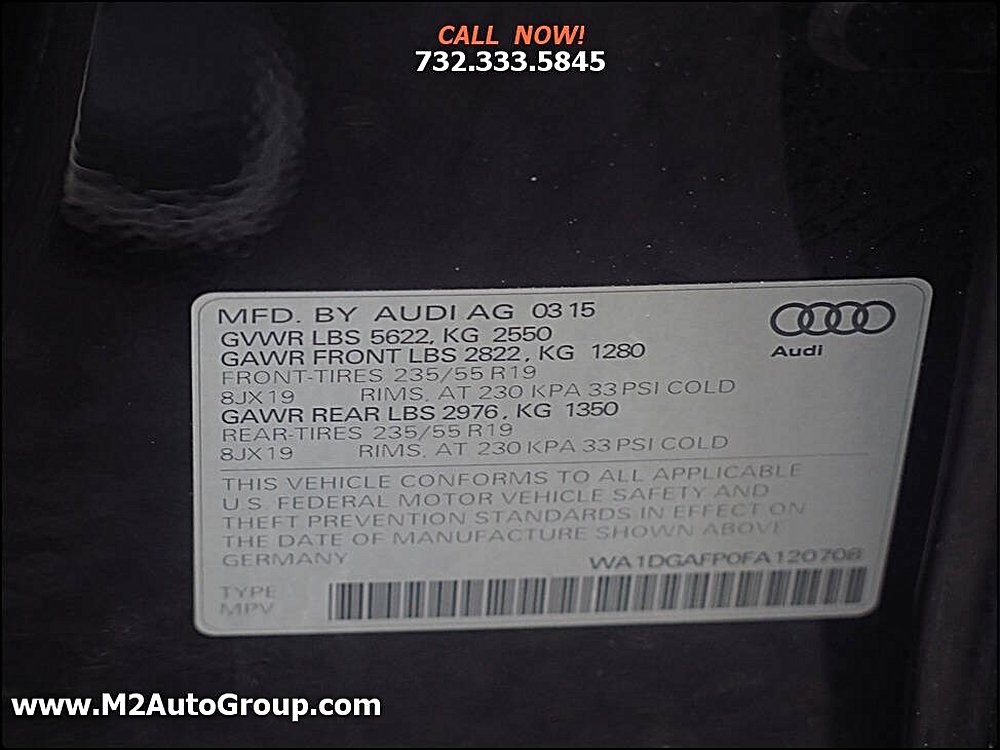 CALL NOW!
732.333.5845
MFD. BY AUDI AG 03 15
GVWR LBS 5622, KG 2550
GAWR FRONT LBS 2822, KG 1280
FRONT-TIRES 235/55 R19
8JX19 RIMS, AT 230 KPA 33 PSI COLD
GAWR REAR LBS 2976, KG 1350
REAR-TIRES 235/55 R19
8JX19 RIMS, AT 230 KPA 33 PSI COLD
Audi
THIS VEHICLE CONFORMS TO ALL APPLICABLE
U.S. FEDERAL MOTOR VEHICLE SAFETY AND
THEFT PREVENTION STANDARDS IN EFFECT ON
THE DATE OF MANUFACTURE SHOWN ABOVE
GERMANY WA1DGAFP0FA120708
TYPE
MPV
www.M2AutoGroup.com